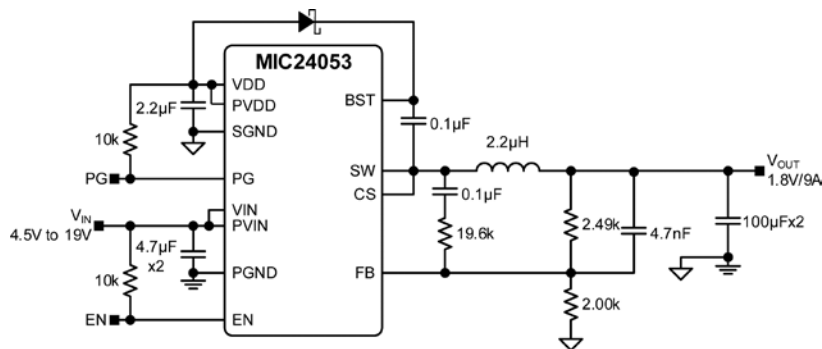 MIC24053
VDD
PVDD
2.2µF
SGND
10k
PG
PG
BST
0.1µF
2.2µH
SW
CS
0.1µF
19.6k
2.49k
4.7nF
VOUT
1.8V/9A
100µFx2
VIN
4.5V to 19V
VIN
PVIN
4.7µF
x2
10k
PGND
FB
2.00k
EN
EN